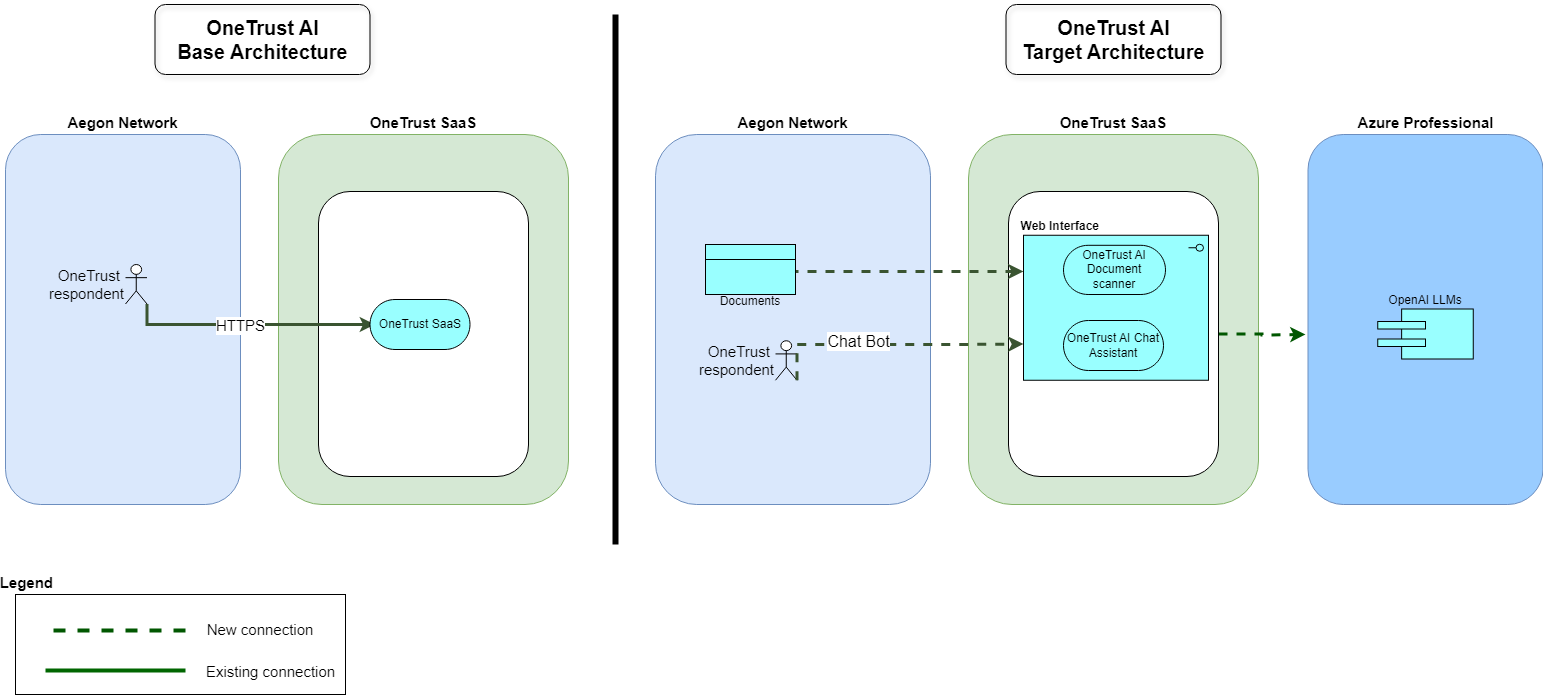 OneTrust AI
Base Architecture
OneTrust AI
Target Architecture
Aegon Network
OneTrust SaaS
OneTrust
respondent
HTTPS
OneTrust SaaS
Aegon Network
OneTrust SaaS
Azure Professional
Web Interface
Documents
OneTrust AI
Document
scanner
OneTrust
respondent
Chat Bot
OneTrust AI Chat
Assistant
OpenAI LLMs
Legend
New connection
Existing connection